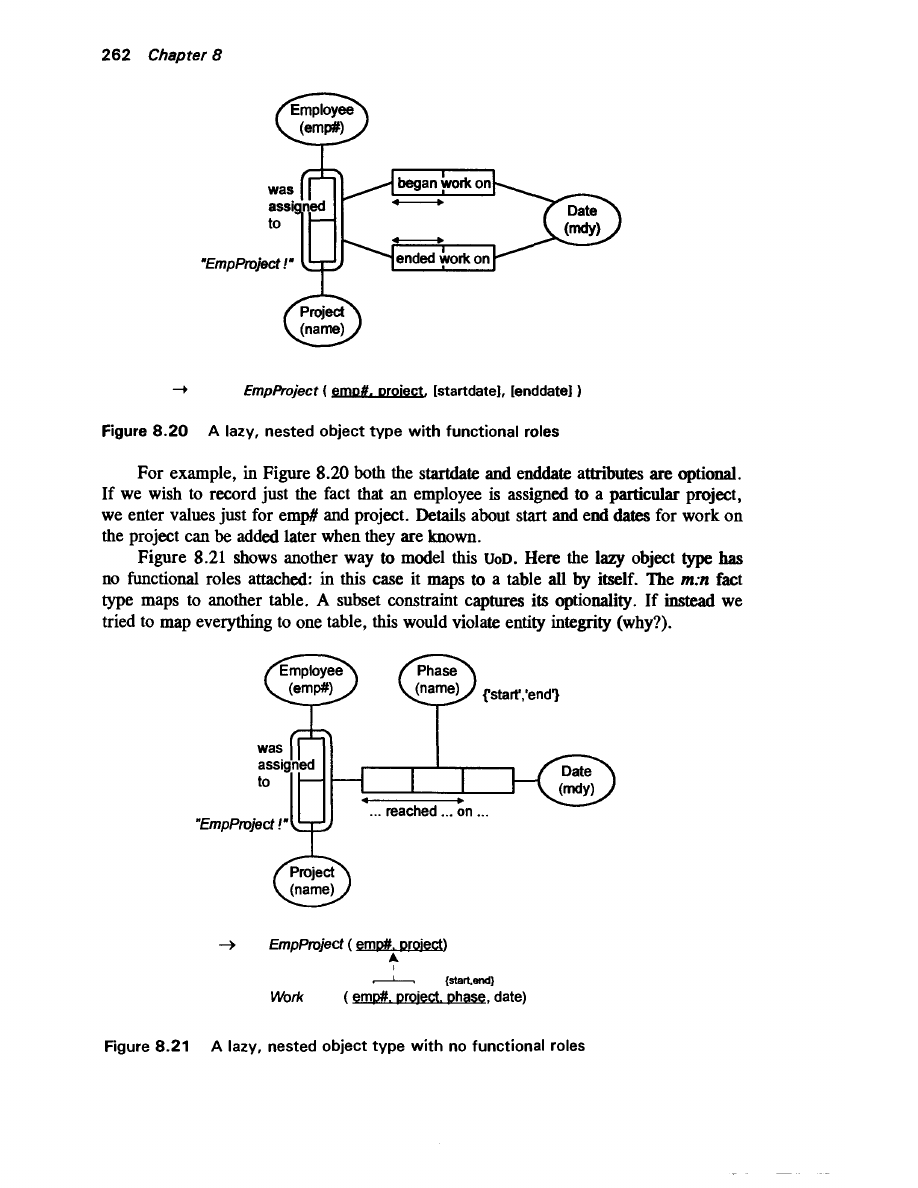 262 Chapter 8
Employee
(emp#)
was
assigned
to
began work on
ended work on
Date
(mdy)
"EmpProject !"
Project
(name)
→ EmpProject ( emp#, project, [startdate], [enddate] )
Figure 8.20 A lazy, nested object type with functional roles
For example, in Figure 8.20 both the startdate and enddate attributes are optional.
If we wish to record just the fact that an employee is assigned to a particular project,
we enter values just for emp# and project. Details about start and end dates for work on
the project can be added later when they are known.
Figure 8.21 shows another way to model this UoD. Here the lazy object type has
no functional roles attached: in this case it maps to a table all by itself. The m:n fact
type maps to another table. A subset constraint captures its optionality. If instead we
tried to map everything to one table, this would violate entity integrity (why?).
Employee
(emp#)
Phase
(name)
{'start','end'}
was
assigned
to
Date
(mdy)
... reached ... on ...
"EmpProject !"
Project
(name)
→ EmpProject ( emp#, project)
{start,end}
Work ( emp#, project, phase, date)
Figure 8.21 A lazy, nested object type with no functional roles